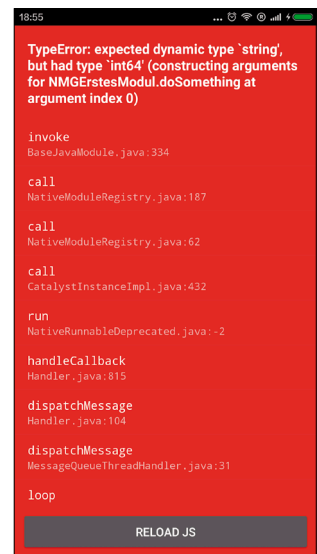 18:55
...
TypeError: expected dynamic type `string',
but had type `int64' (constructing arguments
for NMGErstesModul.doSomething at
argument index 0)
invoke
BaseJavaModule.java:334
call
NativeModuleRegistry.java:187
call
NativeModuleRegistry.java:62
call
CatalystInstanceImpl.java:432
run
NativeRunnableDeprecated.java:-2
handleCallback
Handler.java:815
dispatchMessage
Handler.java:104
dispatchMessage
MessageQueueThreadHandler.java:31
loop
RELOAD JS